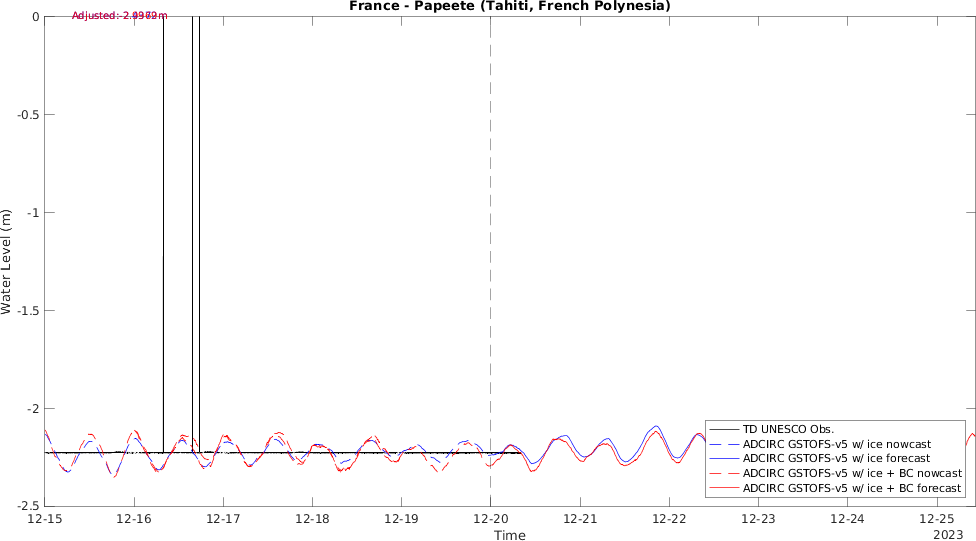 France - Papeete (Tahiti, French Polynesia)
Adjusted:
0
-0.5
-1
-1.5
-2
-2.5
Water Level (m)
TD UNESCO Obs.
ADCIRC GSTOFS-v5 w/ ice nowcast
ADCIRC GSTOFS-v5 w/ ice forecast
ADCIRC GSTOFS-v5 w/ ice + BC nowcast
ADCIRC GSTOFS-v5 w/ ice + BC forecast
12-15 12-16 12-17 12-18 12-19 12-20 12-21 12-22 12-23 12-24 12-25
Time
2023